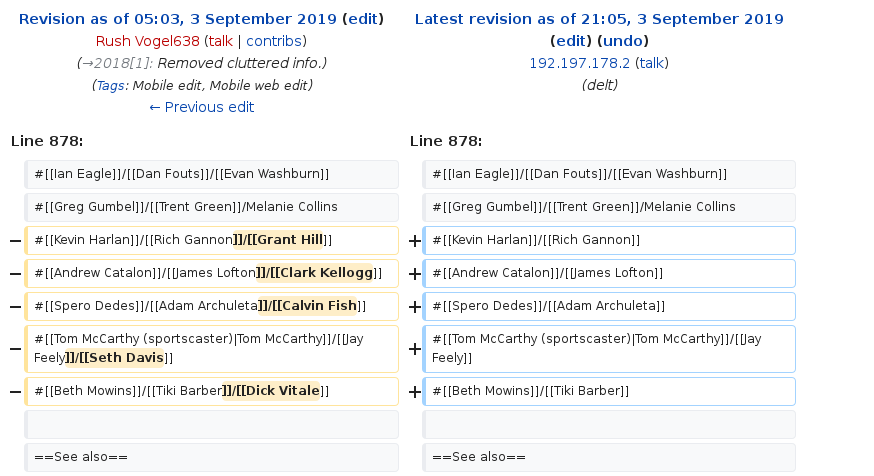 Revision as of 05:03, 3 September 2019 (edit)
Rush Vogel638 (talk | contribs)
(→2018[1]: Removed cluttered info.)
(Tags: Mobile edit, Mobile web edit)
← Previous edit
Latest revision as of 21:05, 3 September 2019
(edit) (undo)
192.197.178.2 (talk)
(delt)
Line 878:
Line 878:
#[[Ian Eagle]]/[[Dan Fouts]]/[[Evan Washburn]]
#[[Ian Eagle]]/[[Dan Fouts]]/[[Evan Washburn]]
#[[Greg Gumbel]]/[[Trent Green]]/Melanie Collins
#[[Greg Gumbel]]/[[Trent Green]]/Melanie Collins
− #[[Kevin Harlan]]/[[Rich Gannon]]/[[Grant Hill]]
+ #[[Kevin Harlan]]/[[Rich Gannon]]
− #[[Andrew Catalon]]/[[James Lofton]]/[[Clark Kellogg]]
+ #[[Andrew Catalon]]/[[James Lofton]]
− #[[Spero Dedes]]/[[Adam Archuleta]]/[[Calvin Fish]]
+ #[[Spero Dedes]]/[[Adam Archuleta]]
− #[[Tom McCarthy (sportscaster)|Tom McCarthy]]/[[Jay
Feely]]/[[Seth Davis]]
+ #[[Tom McCarthy (sportscaster)|Tom McCarthy]]/[[Jay
Feely]]
− #[[Beth Mowins]]/[[Tiki Barber]]/[[Dick Vitale]]
+ #[[Beth Mowins]]/[[Tiki Barber]]
==See also==
==See also==